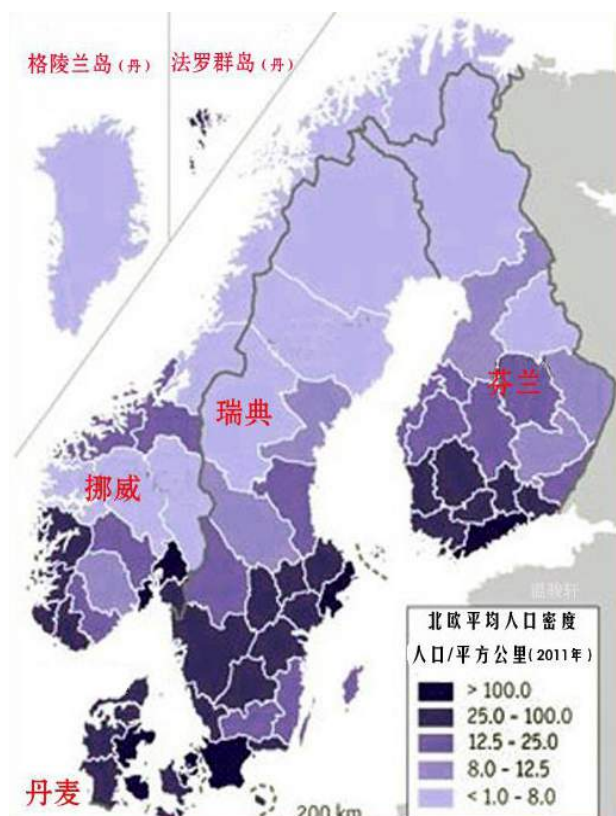 格陵兰岛（丹）
法罗群岛（丹）
芬兰
瑞典
挪威
温骏轩
北欧平均人口密度
人口/平方公里(2011年)
> 100.0
25.0 - 100.0
12.5 - 25.0
8.0 - 12.5
< 1.0 - 8.0
丹麦
200 km